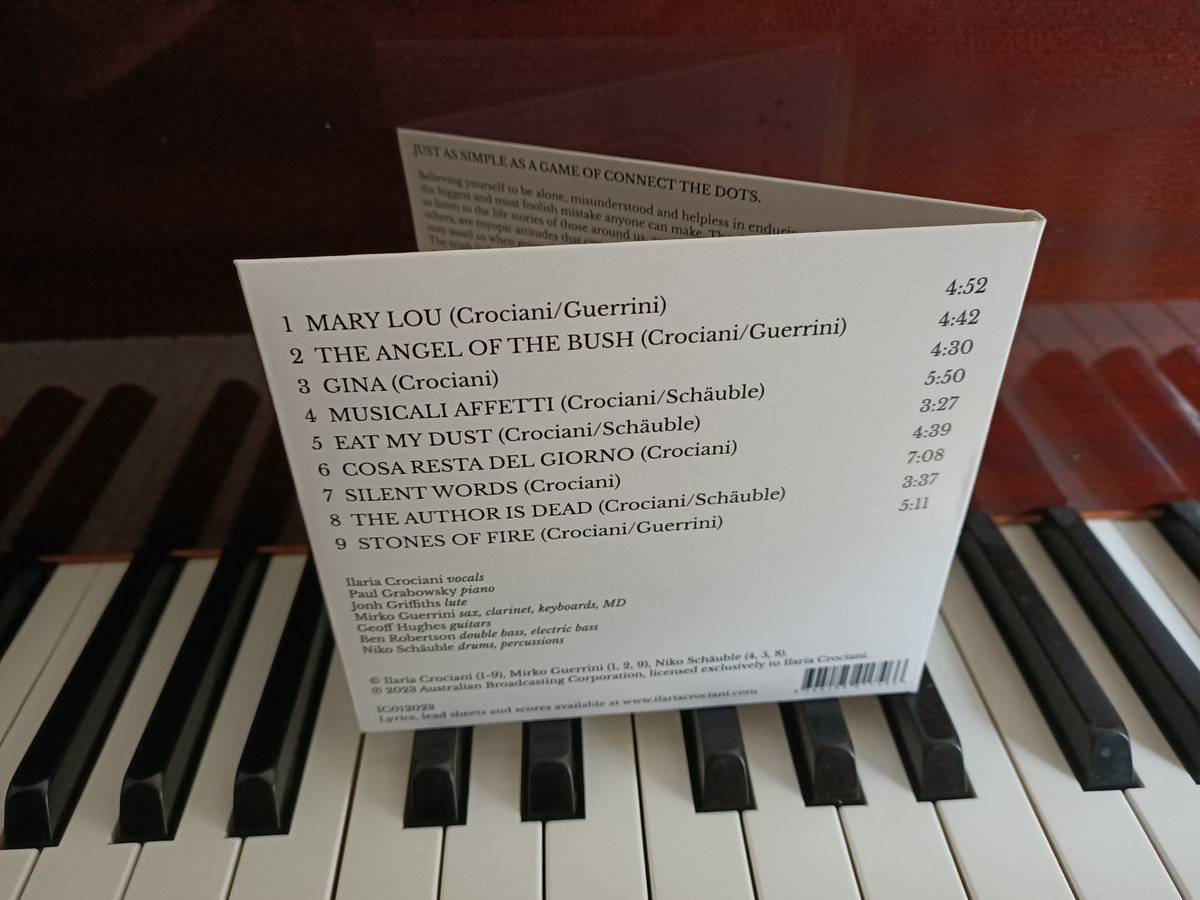 JUST AS SIMPLE AS A GAME OF CONNECT THE DOTS.
Believing yourself to be alone, misunderstood and helpless in
the biggest and most foolish mistake anyone can make.
to listen to the life stories of those around us,
others, are myopic attitudes that
may assail us when
1 MARY LOU (Crociani/Guerrini) 4:52
2 THE ANGEL OF THE BUSH (Crociani/Guerrini) 4:42
3 GINA (Crociani) 4:30
4 MUSICALI AFFETTI (Crociani/Schäuble) 5:50
5 EAT MY DUST (Crociani/Schäuble) 3:27
6 COSA RESTA DEL GIORNO (Crociani) 4:39
7 SILENT WORDS (Crociani) 7:08
8 THE AUTHOR IS DEAD (Crociani/Schäuble) 3:37
9 STONES OF FIRE (Crociani/Guerrini) 5:11
Ilaria Crociani vocals
Paul Grabowsky piano
Jonh Griffiths lute
Mirko Guerrini sax, clarinet, keyboards, MD
Geoff Hughes guitars
Ben Robertson double bass, electric bass
Niko Schäuble drums, percussions
© Ilaria Crociani (1-9), Mirko Guerrini (1, 2, 9), Niko Schäuble (4, 5, 8).
℗ 2023 Australian Broadcasting Corporation, licensed exclusively to Ilaria Crociani.
IC012023
Lyrics, lead sheets and scores available at www.ilariacrociani.com